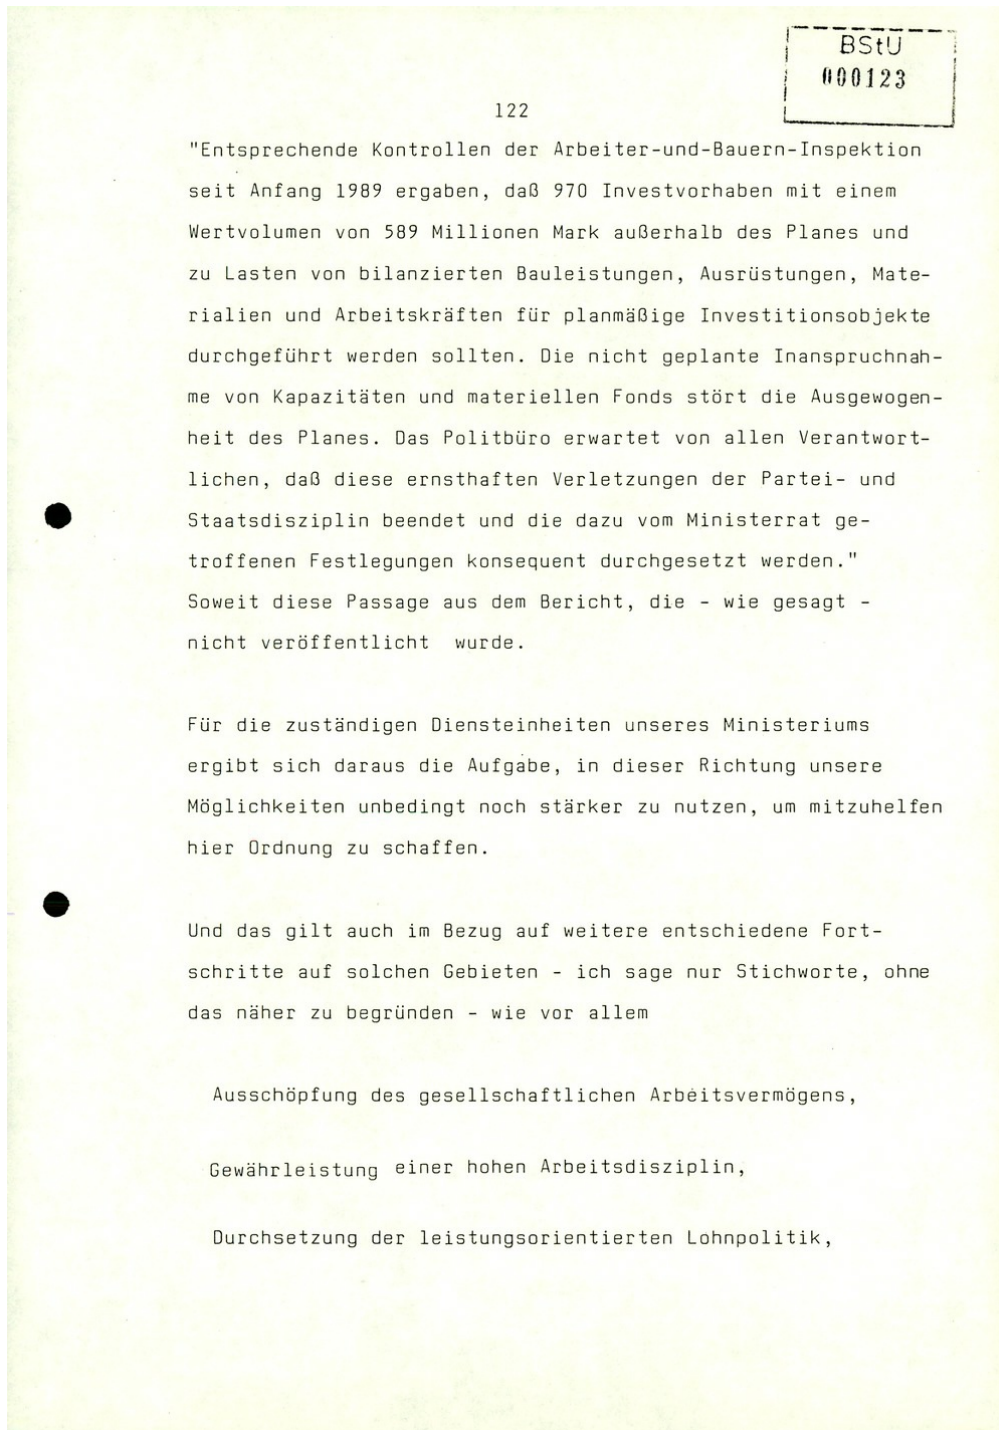 BStU
000123
122
"Entsprechende Kontrollen der Arbeiter-und-Bauern-Inspektion
seit Anfang 1989 ergaben, daß 970 Investvorhaben mit einem
Wertvolumen von 589 Millionen Mark außerhalb des Planes und
zu Lasten von bilanzierten Bauleistungen, Ausrüstungen, Mate-
rialien und Arbeitskräften für planmäßige Investitionsobjekte
durchgeführt werden sollten. Die nicht geplante Inanspruchnah-
me von Kapazitäten und materiellen Fonds stört die Ausgewogen-
heit des Planes. Das Politbüro erwartet von allen Verantwort-
lichen, daß diese ernsthaften Verletzungen der Partei- und
Staatsdisziplin beendet und die dazu vom Ministerrat ge-
troffenen Festlegungen konsequent durchgesetzt werden."
Soweit diese Passage aus dem Bericht, die - wie gesagt -
nicht veröffentlicht wurde.
Für die zuständigen Diensteinheiten unseres Ministeriums
ergibt sich daraus die Aufgabe, in dieser Richtung unsere
Möglichkeiten unbedingt noch stärker zu nutzen, um mitzuhelfen
hier Ordnung zu schaffen.
Und das gilt auch im Bezug auf weitere entschiedene Fort-
schritte auf solchen Gebieten - ich sage nur Stichworte, ohne
das näher zu begründen - wie vor allem
Ausschöpfung des gesellschaftlichen Arbeitsvermögens,
Gewährleistung einer hohen Arbeitsdisziplin,
Durchsetzung der leistungsorientierten Lohnpolitik,